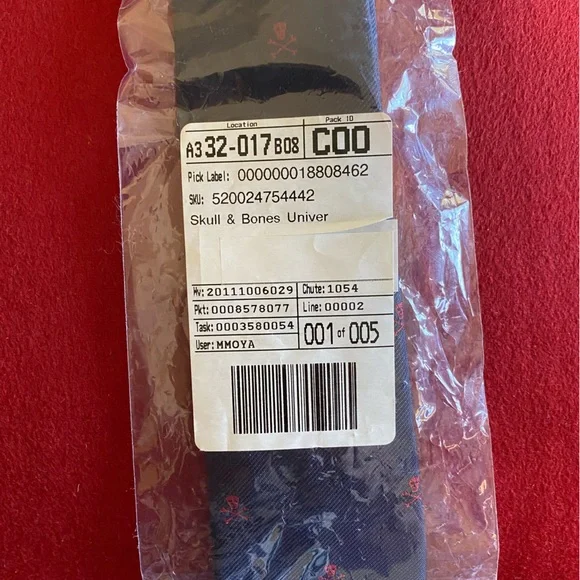 Location Pack ID
A3 32-017 B08 C00
Pick Label: 000000018808462
SKU: 520024754442
Skull & Bones Univer
Wv: 20111006029 Chute: 1054
Pkt: 0008578077 Line: 00002
Task: 0003580054 001 of 005
User: MMOYA